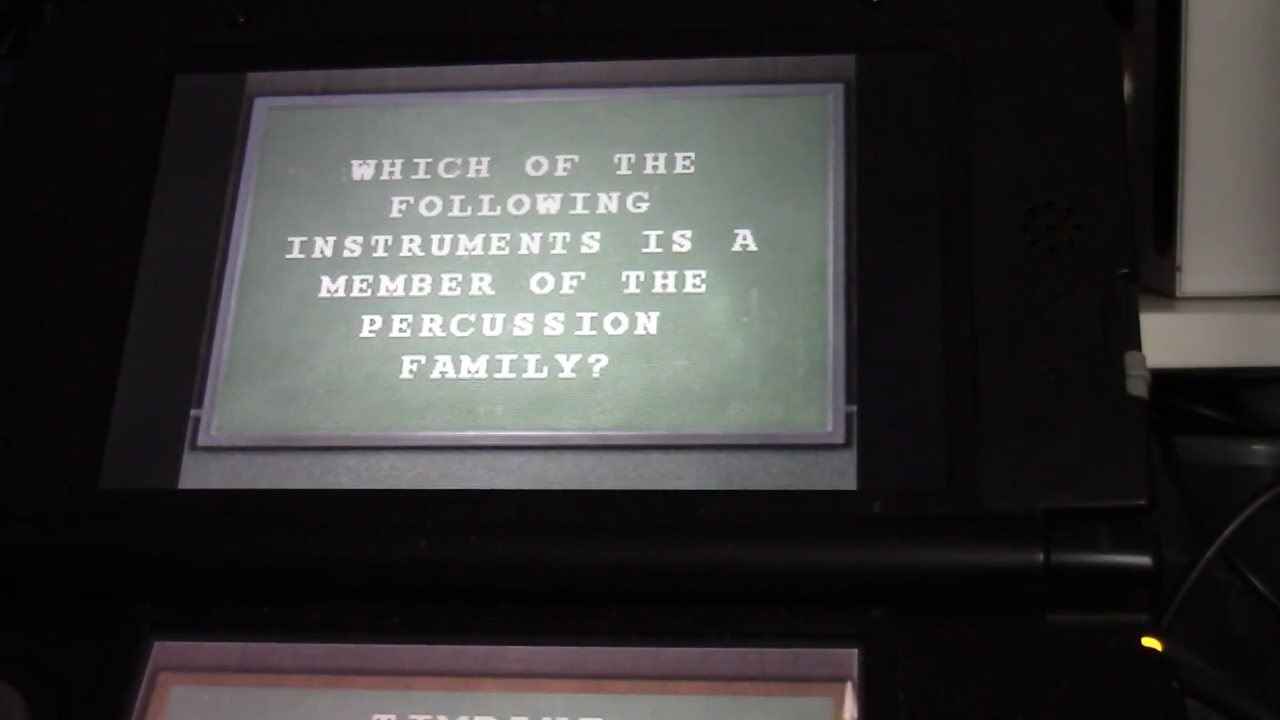 WHICH OF THE
FOLLOWING
INSTRUMENTS IS A
MEMBER OF THE
PERCUSSION
FAMILY?